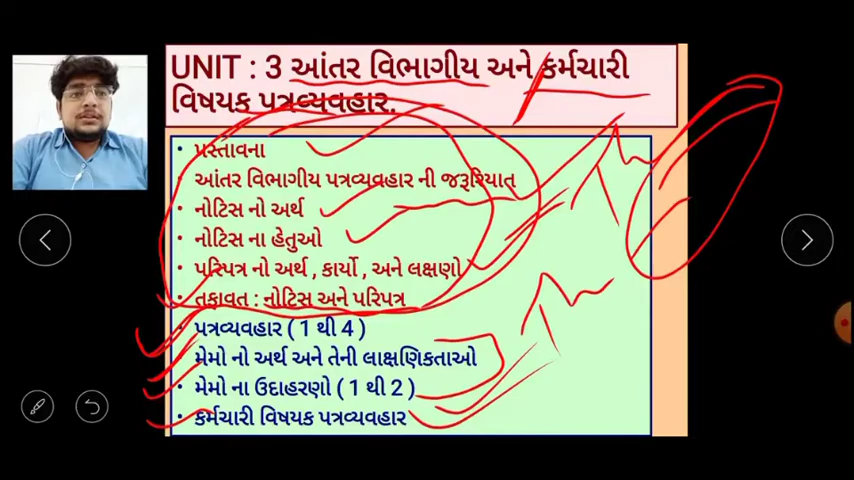 UNIT : 3 આંતર વિભાગીય અને કર્મચારી
વિષયક પત્રવ્યવહાર.
• પ્રસ્તાવના
• આંતર વિભાગીય પત્રવ્યવહાર ની જરૂરિયાત
• નોટિસ નો અર્થ
• નોટિસ ના હેતુઓ
• પરિપત્ર નો અર્થ , કાર્યો , અને લક્ષણો
• તફાવત : નોટિસ અને પરિપત્ર
• પત્રવ્યવહાર ( 1 થી 4 )
• મેમો નો અર્થ અને તેની લાક્ષણિકતાઓ
• મેમો ના ઉદાહરણો ( 1 થી 2 )
• કર્મચારી વિષયક પત્રવ્યવહાર